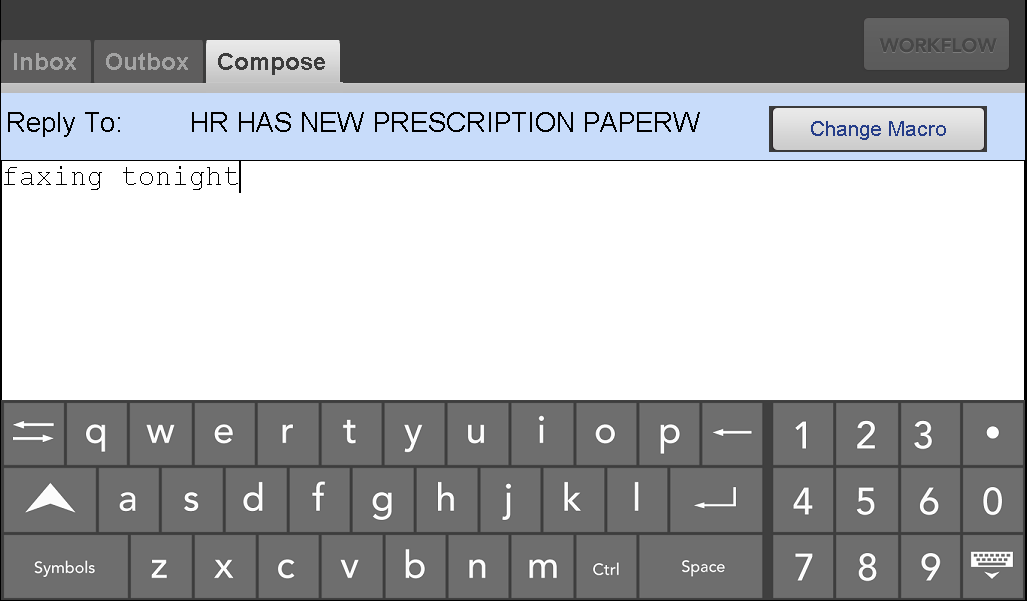 WORKFLOW
Inbox Outbox Compose
Reply To: HR HAS NEW PRESCRIPTION PAPERW Change Macro
faxing tonight
q w e r t y u i o p 1 2 3 •
a s d f g h j k l 4 5 6 0
Symbols z x c v b n m Ctrl Space 7 8 9